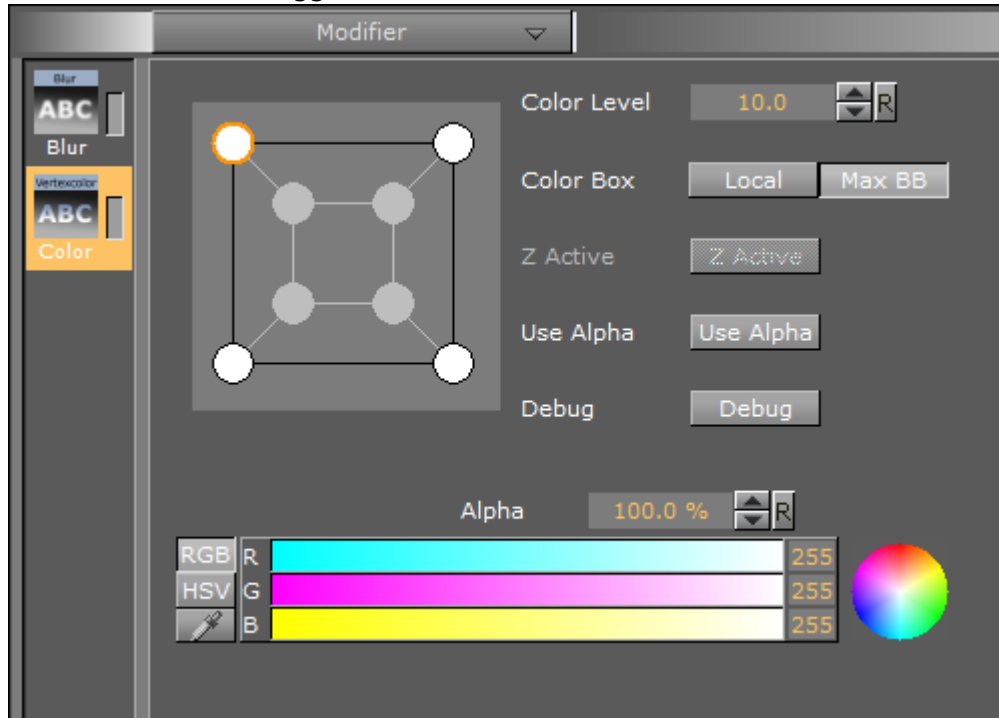 gg
Modifier
Blur
ABC
Blur
Vertexcolor
ABC
Color
Color Level 10.0 R
Color Box Local Max BB
Z Active Z Active
Use Alpha Use Alpha
Debug Debug
Alpha 100.0 % R
RGB R 255
HSV G 255
B 255